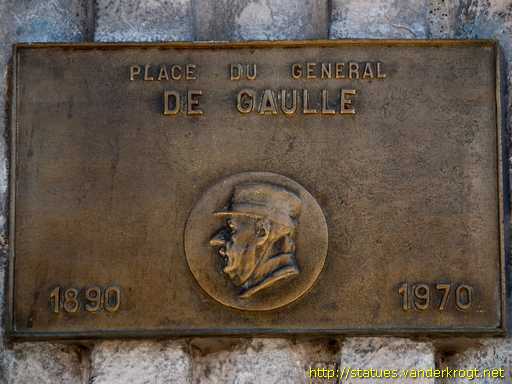 PLACE DU GENERAL
DE GAULLE
1890 1970
http://statues.vanderkrogt.net